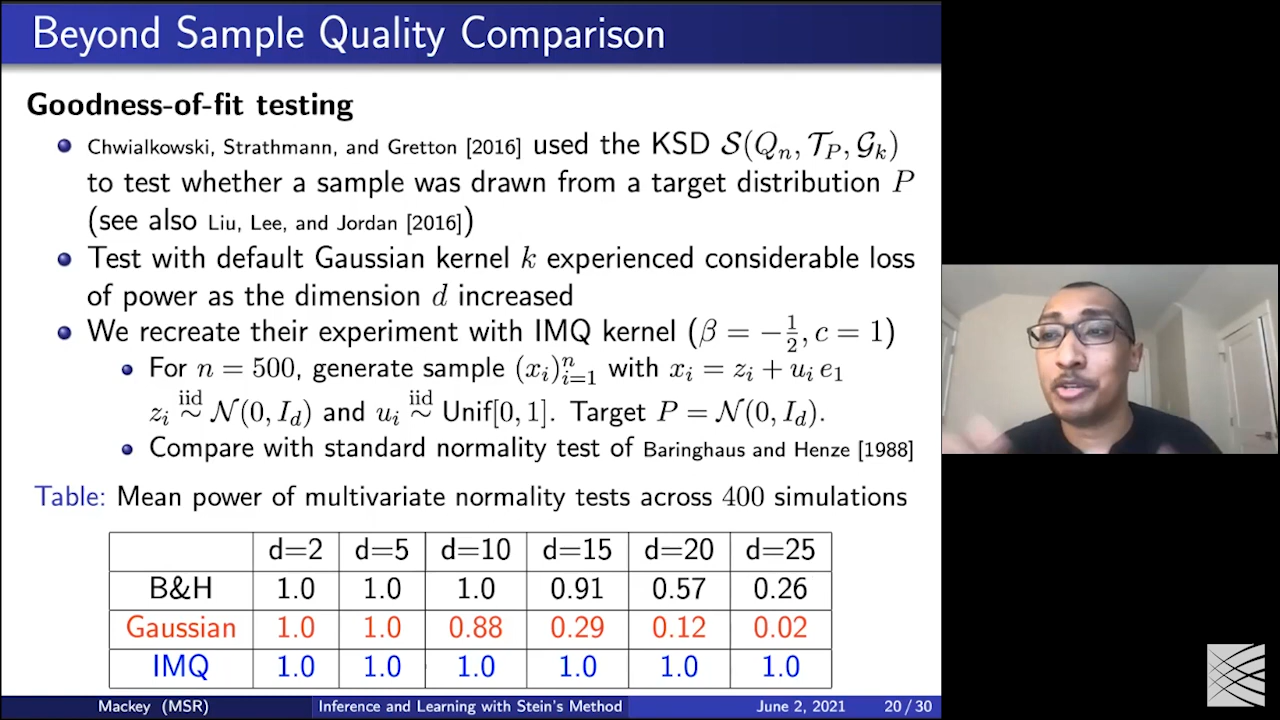 Beyond Sample Quality Comparison
Goodness-of-fit testing
Chwialkowski, Strathmann, and Gretton [2016] used the KSD 𝒮(Qₙ, 𝒯_P, 𝒢ₖ)
to test whether a sample was drawn from a target distribution P
(see also Liu, Lee, and Jordan [2016])
Test with default Gaussian kernel k experienced considerable loss
of power as the dimension d increased
We recreate their experiment with IMQ kernel (β = −1/2, c = 1)
For n = 500, generate sample (xᵢ)ⁿᵢ₌₁ with xᵢ = zᵢ + uᵢ e₁
zᵢ iid∼ 𝒩(0, I_d) and uᵢ iid∼ Unif[0, 1]. Target P = 𝒩(0, I_d).
Compare with standard normality test of Baringhaus and Henze [1988]
Table: Mean power of multivariate normality tests across 400 simulations
d=2 d=5 d=10 d=15 d=20 d=25
B&H 1.0 1.0 1.0 0.91 0.57 0.26
Gaussian 1.0 1.0 0.88 0.29 0.12 0.02
IMQ 1.0 1.0 1.0 1.0 1.0 1.0
Mackey (MSR) Inference and Learning with Stein's Method June 2, 2021 20 / 30